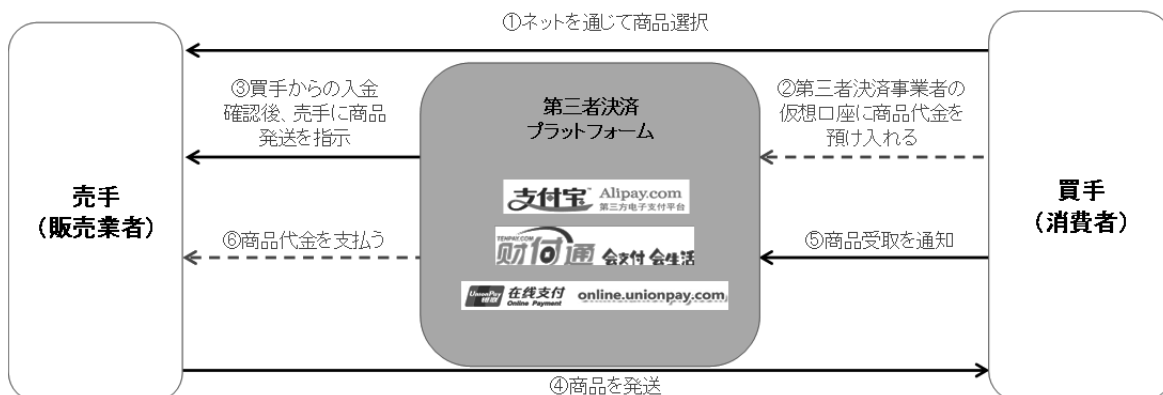 ①ネットを通じて商品選択
③買手からの入金
確認後、売手に商品
発送を指示
第三者決済
プラットフォーム
②第三者決済事業者の
仮想口座に商品代金を
預け入れる
売手
（販売業者）
支付宝 Alipay.com
第三方电子支付平台
買手
（消費者）
⑥商品代金を支払う
TENPAY.COM
财付通 会支付 会生活
⑤商品受取を通知
UnionPay 银联 在线支付 Online Payment online.unionpay.com
④商品を発送